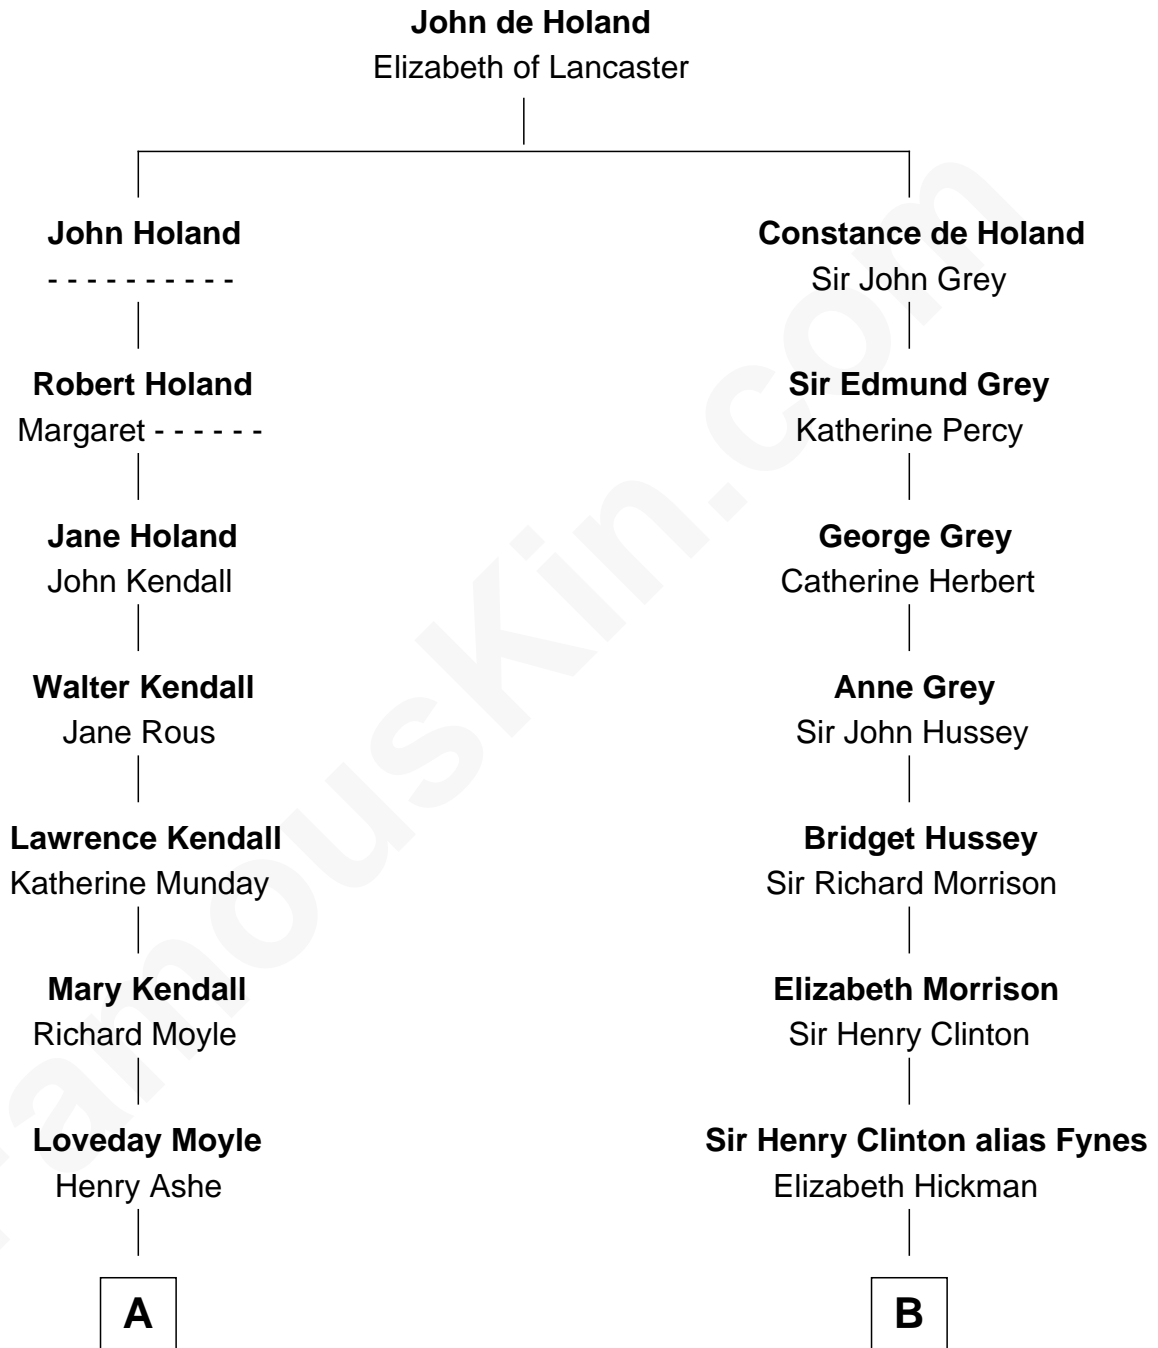 John de Holand
Elizabeth of Lancaster
John Holand
- - - - - - - - - -
Robert Holand
Margaret - - - - - -
Jane Holand
John Kendall
Walter Kendall
Jane Rous
Lawrence Kendall
Katherine Munday
Mary Kendall
Richard Moyle
Loveday Moyle
Henry Ashe
A
Constance de Holand
Sir John Grey
Sir Edmund Grey
Katherine Percy
George Grey
Catherine Herbert
Anne Grey
Sir John Hussey
Bridget Hussey
Sir Richard Morrison
Elizabeth Morrison
Sir Henry Clinton
Sir Henry Clinton alias Fynes
Elizabeth Hickman
B
FamousKin.com